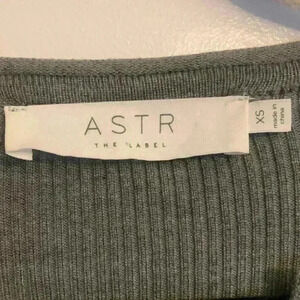 ASTR
THE LABEL
XS
made in
china